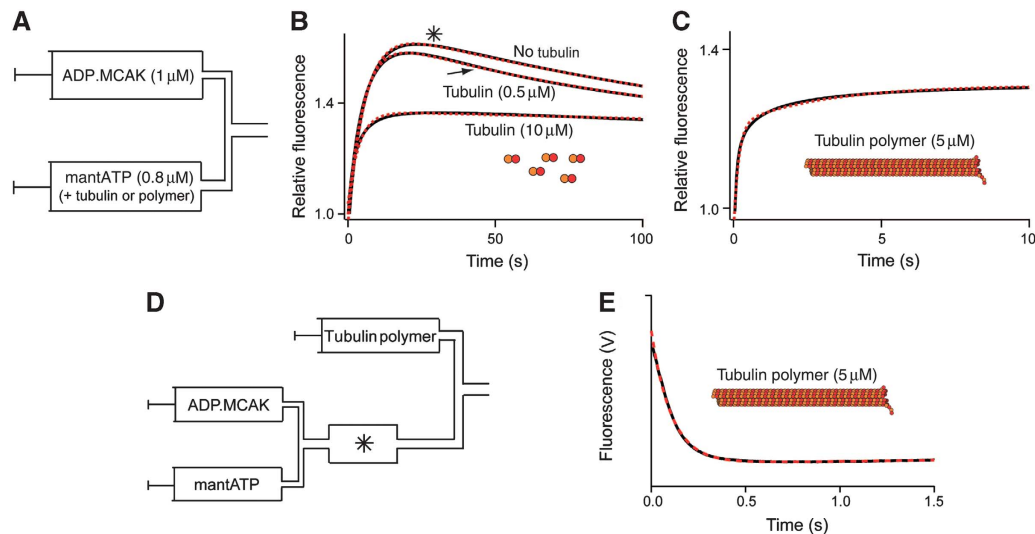 A
ADP.MCAK (1 μM)
mantATP (0.8 μM)
(+ tubulin or polymer)
B
Relative fluorescence
1.4
1.0
No tubulin
Tubulin (0.5 μM)
Tubulin (10 μM)
0
50
100
Time (s)
C
Relative fluorescence
1.4
1.0
Tubulin polymer (5 μM)
0
5
10
Time (s)
D
Tubulin polymer
ADP.MCAK
mantATP
E
Fluorescence (V)
Tubulin polymer (5 μM)
0.0
0.5
1.0
1.5
Time (s)